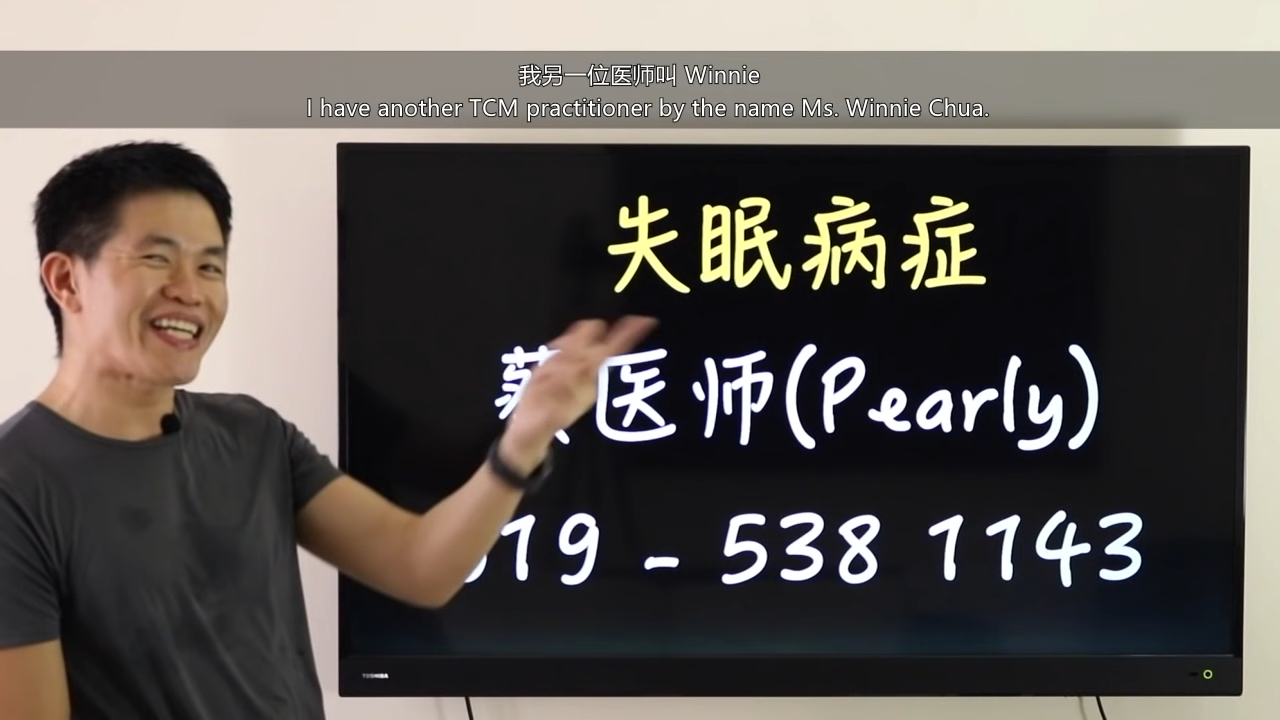 我另一位医师叫 Winnie
I have another TCM practitioner by the name Ms. Winnie Chua.
失眠病症
医师(Pearly)
19 - 538 1143
TOSHIBA